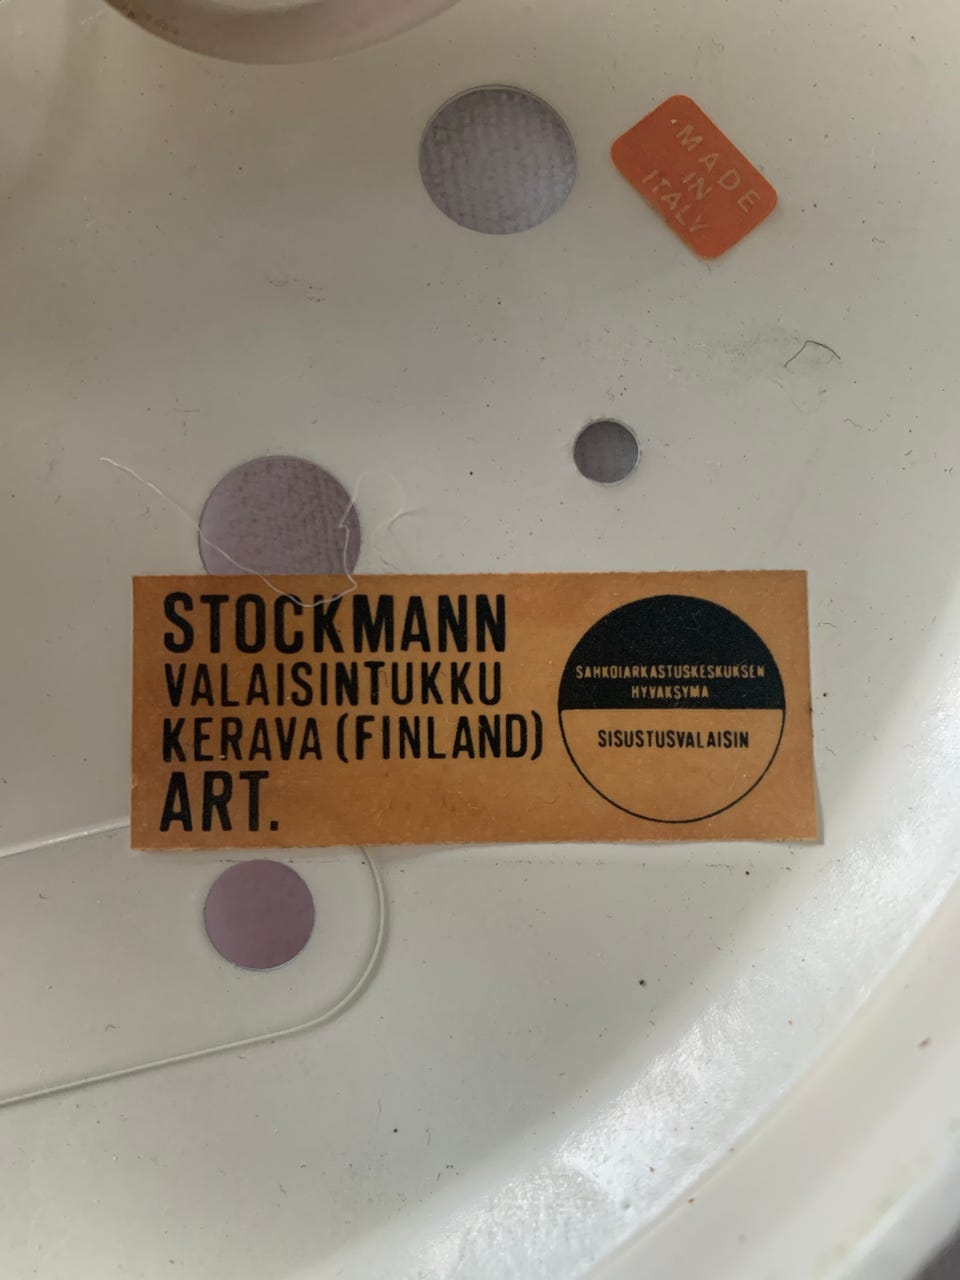 MADE
IN
ITALY
STOCKMANN
VALAISINTUKKU
KERAVA (FINLAND)
ART.
SAHKOIARKASTUSKESKUKSEN
HYVAKSYMA
SISUSTUSVALAISIN